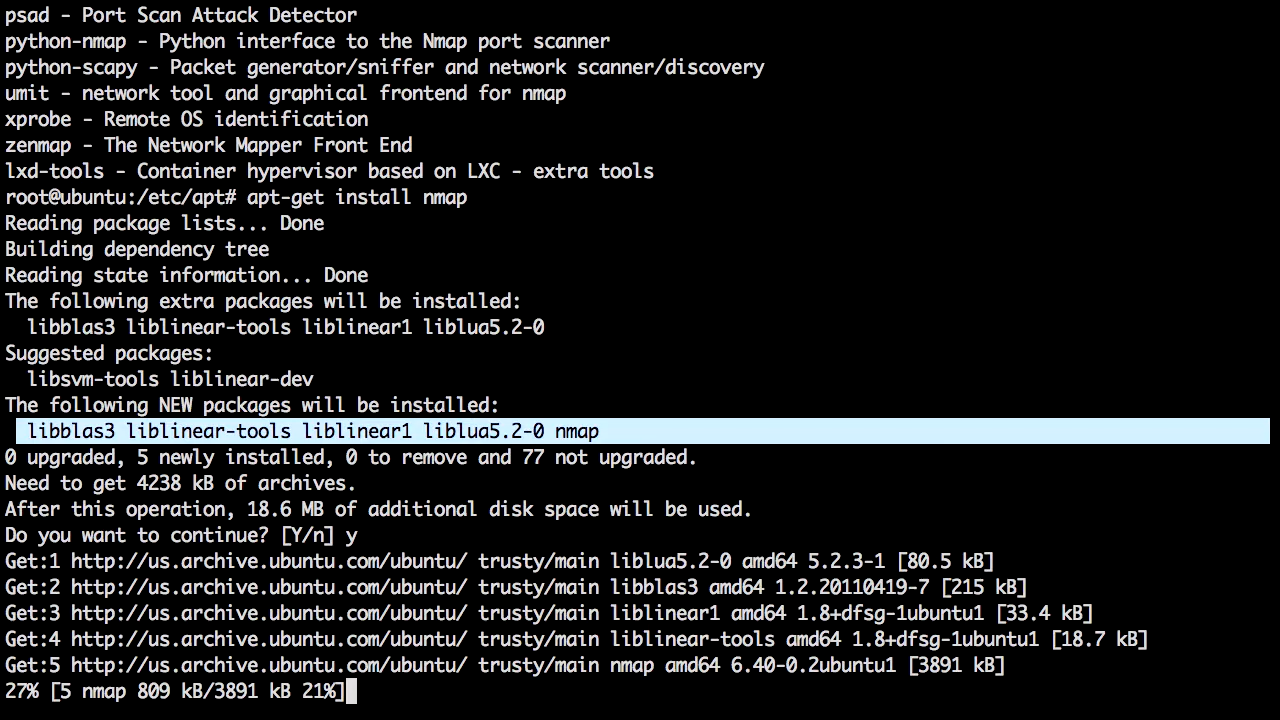 psad - Port Scan Attack Detector
python-nmap - Python interface to the Nmap port scanner
python-scapy - Packet generator/sniffer and network scanner/discovery
umit - network tool and graphical frontend for nmap
xprobe - Remote OS identification
zenmap - The Network Mapper Front End
lxd-tools - Container hypervisor based on LXC - extra tools
root@ubuntu:/etc/apt# apt-get install nmap
Reading package lists... Done
Building dependency tree
Reading state information... Done
The following extra packages will be installed:
  libblas3 liblinear-tools liblinear1 liblua5.2-0
Suggested packages:
  libsvm-tools liblinear-dev
The following NEW packages will be installed:
  libblas3 liblinear-tools liblinear1 liblua5.2-0 nmap
0 upgraded, 5 newly installed, 0 to remove and 77 not upgraded.
Need to get 4238 kB of archives.
After this operation, 18.6 MB of additional disk space will be used.
Do you want to continue? [Y/n] y
Get:1 http://us.archive.ubuntu.com/ubuntu/ trusty/main liblua5.2-0 amd64 5.2.3-1 [80.5 kB]
Get:2 http://us.archive.ubuntu.com/ubuntu/ trusty/main libblas3 amd64 1.2.20110419-7 [215 kB]
Get:3 http://us.archive.ubuntu.com/ubuntu/ trusty/main liblinear1 amd64 1.8+dfsg-1ubuntu1 [33.4 kB]
Get:4 http://us.archive.ubuntu.com/ubuntu/ trusty/main liblinear-tools amd64 1.8+dfsg-1ubuntu1 [18.7 kB]
Get:5 http://us.archive.ubuntu.com/ubuntu/ trusty/main nmap amd64 6.40-0.2ubuntu1 [3891 kB]
27% [5 nmap 809 kB/3891 kB 21%]